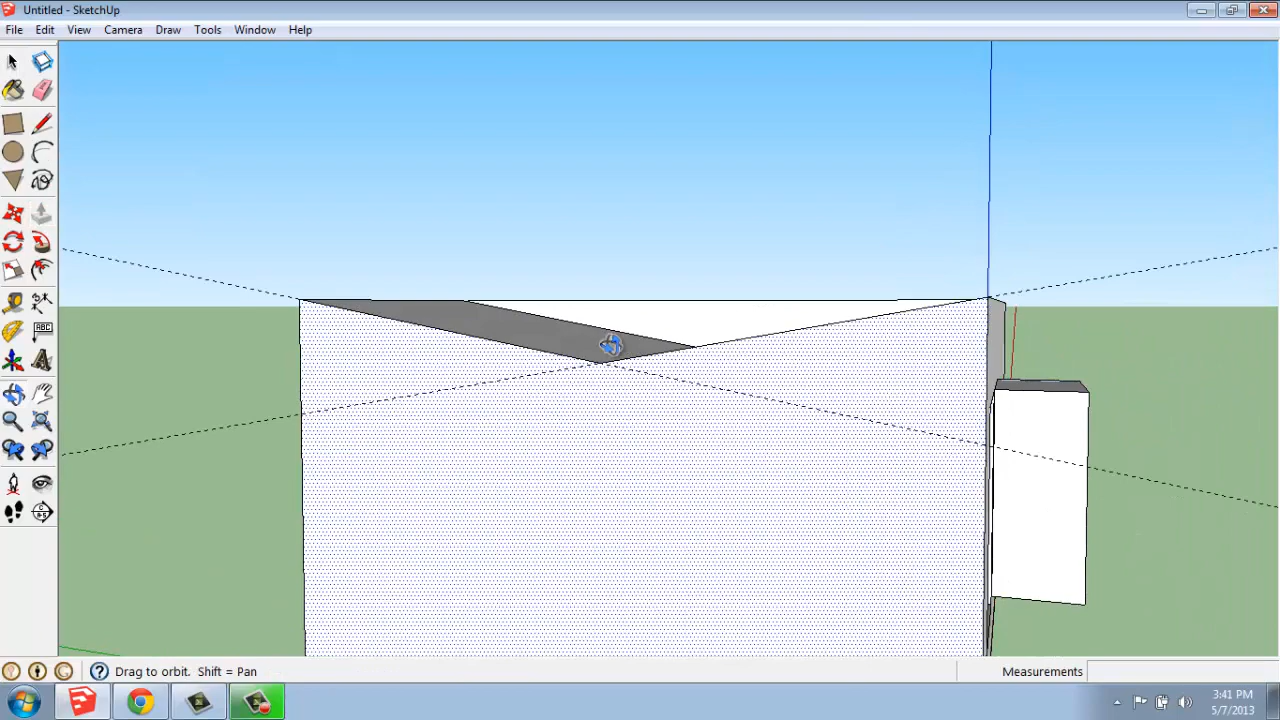 Untitled - SketchUp
File Edit View Camera Draw Tools Window Help
ABC
Drag to orbit. Shift = Pan
Measurements
3:41 PM
5/7/2013